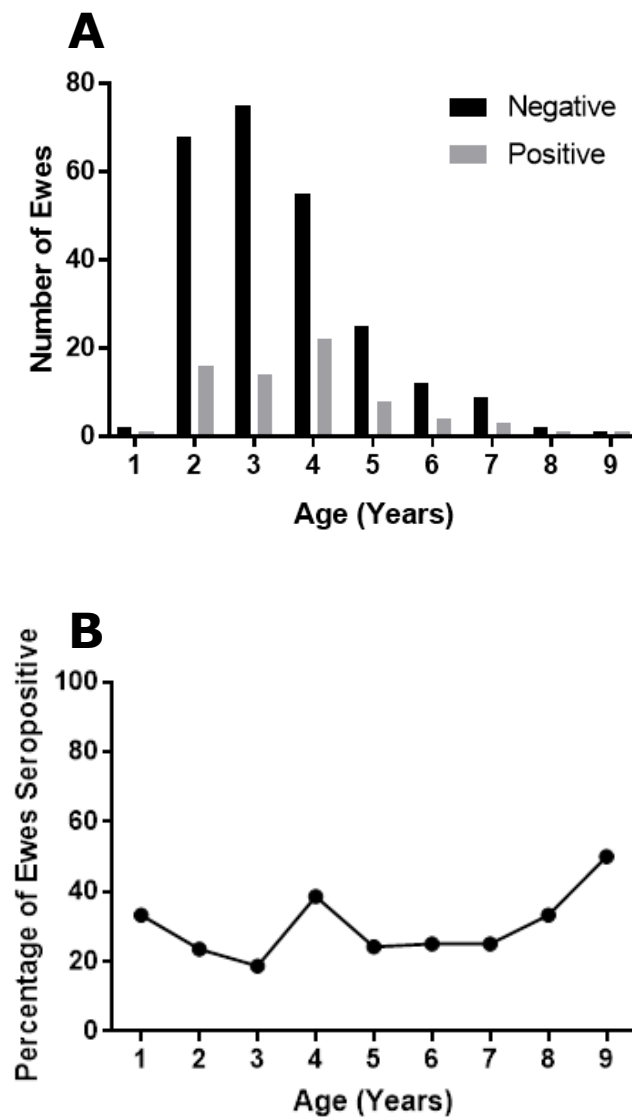 A
80
60
40
20
0
Number of Ewes
Negative
Positive
1 2 3 4 5 6 7 8 9
Age (Years)
B
100
80
60
40
20
0
Percentage of Ewes Seropositive
1 2 3 4 5 6 7 8 9
Age (Years)